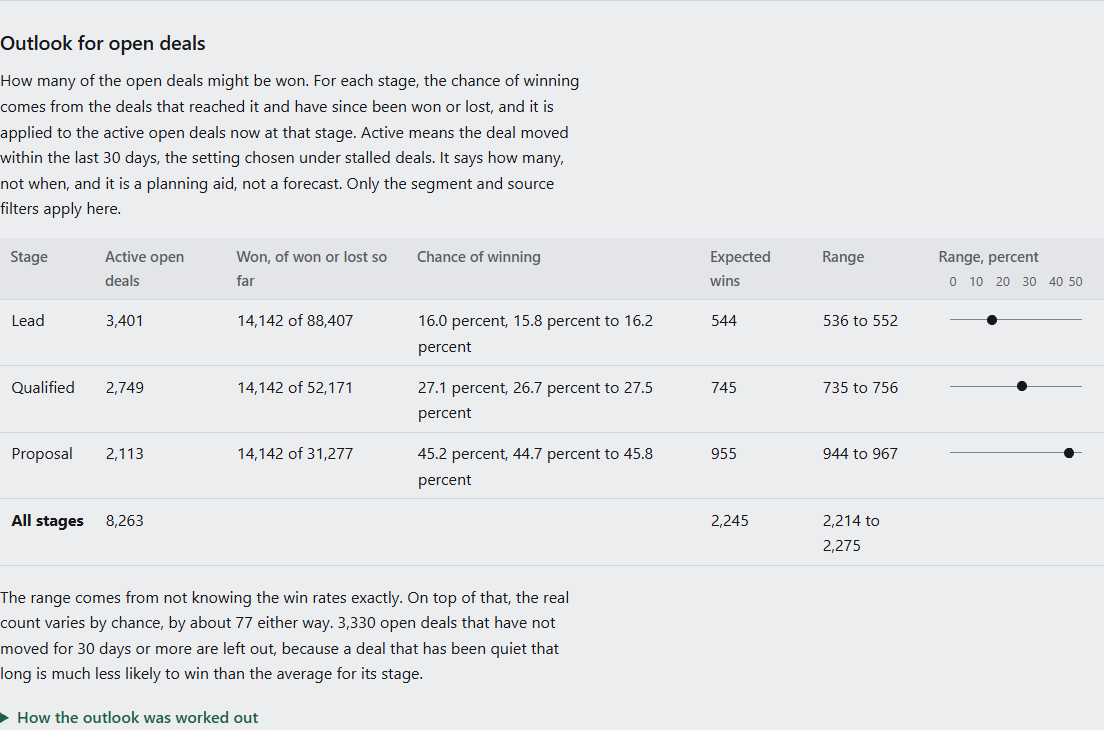 Outlook for open deals
How many of the open deals might be won. For each stage, the chance of winning
comes from the deals that reached it and have since been won or lost, and it is
applied to the active open deals now at that stage. Active means the deal moved
within the last 30 days, the setting chosen under stalled deals. It says how many,
not when, and it is a planning aid, not a forecast. Only the segment and source
filters apply here.
Stage Active open deals Won, of won or lost so far Chance of winning Expected wins Range Range, percent
0 10 20 30 40 50
Lead 3,401 14,142 of 88,407 16.0 percent, 15.8 percent to 16.2 percent 544 536 to 552
Qualified 2,749 14,142 of 52,171 27.1 percent, 26.7 percent to 27.5 percent 745 735 to 756
Proposal 2,113 14,142 of 31,277 45.2 percent, 44.7 percent to 45.8 percent 955 944 to 967
All stages 8,263 2,245 2,214 to 2,275
The range comes from not knowing the win rates exactly. On top of that, the real
count varies by chance, by about 77 either way. 3,330 open deals that have not
moved for 30 days or more are left out, because a deal that has been quiet that
long is much less likely to win than the average for its stage.
How the outlook was worked out